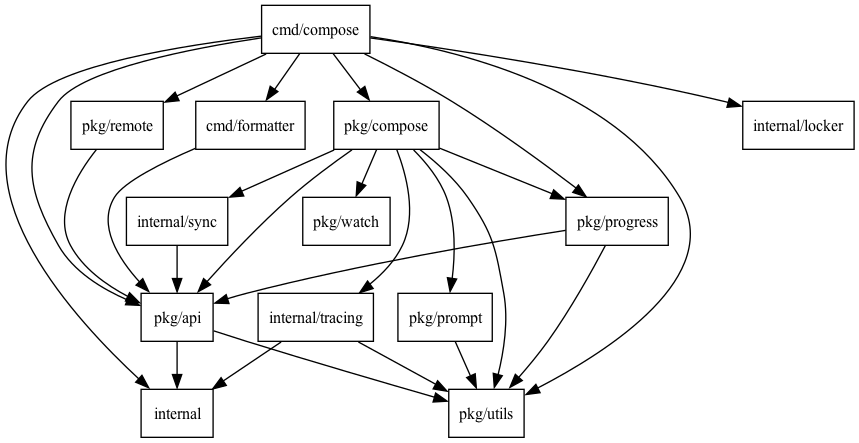 cmd/compose
pkg/remote
cmd/formatter
pkg/compose
internal/locker
internal/sync
pkg/watch
pkg/progress
pkg/api
internal/tracing
pkg/prompt
internal
pkg/utils